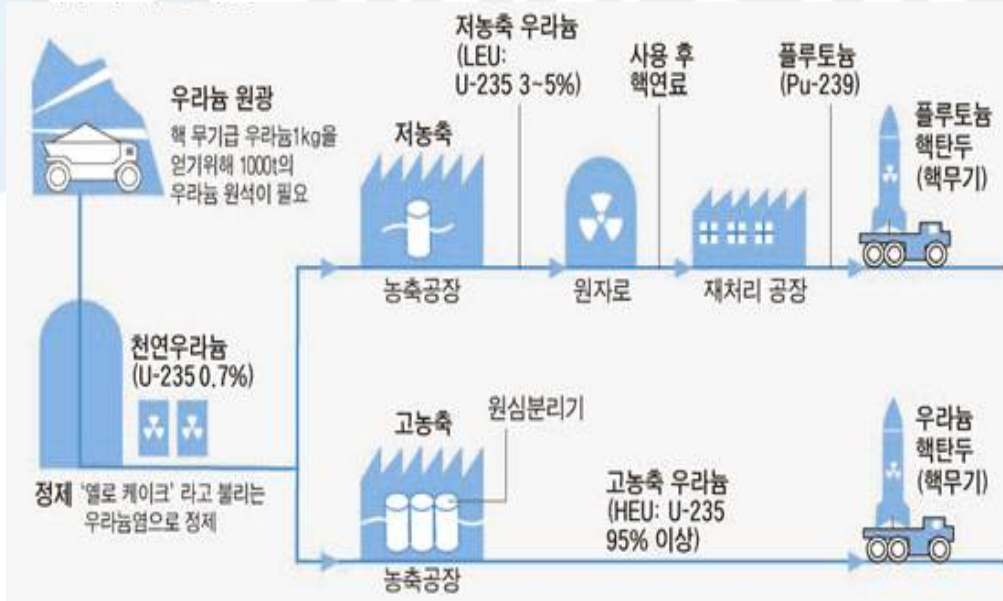 우라늄 원광
핵 무기급 우라늄1kg을
얻기위해 1000t의
우라늄 원석이 필요
천연우라늄
(U-235 0.7%)
정제 '옐로 케이크' 라고 불리는
우라늄염으로 정제
저농축
농축공장
저농축 우라늄
(LEU:
U-235 3~5%)
원자로
사용 후
핵연료
재처리 공장
플루토늄
(Pu-239)
플루토늄
핵탄두
(핵무기)
고농축
원심분리기
농축공장
고농축 우라늄
(HEU: U-235
95% 이상)
우라늄
핵탄두
(핵무기)